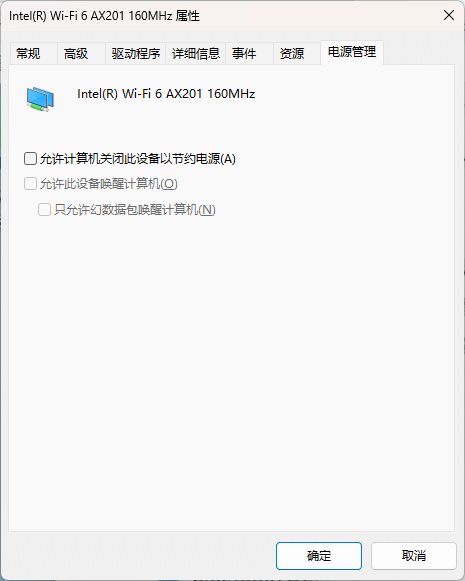 Intel(R) Wi-Fi 6 AX201 160MHz 属性
常规 高级 驱动程序 详细信息 事件 资源 电源管理
Intel(R) Wi-Fi 6 AX201 160MHz
允许计算机关闭此设备以节约电源(A)
允许此设备唤醒计算机(O)
只允许幻数据包唤醒计算机(N)
确定 取消